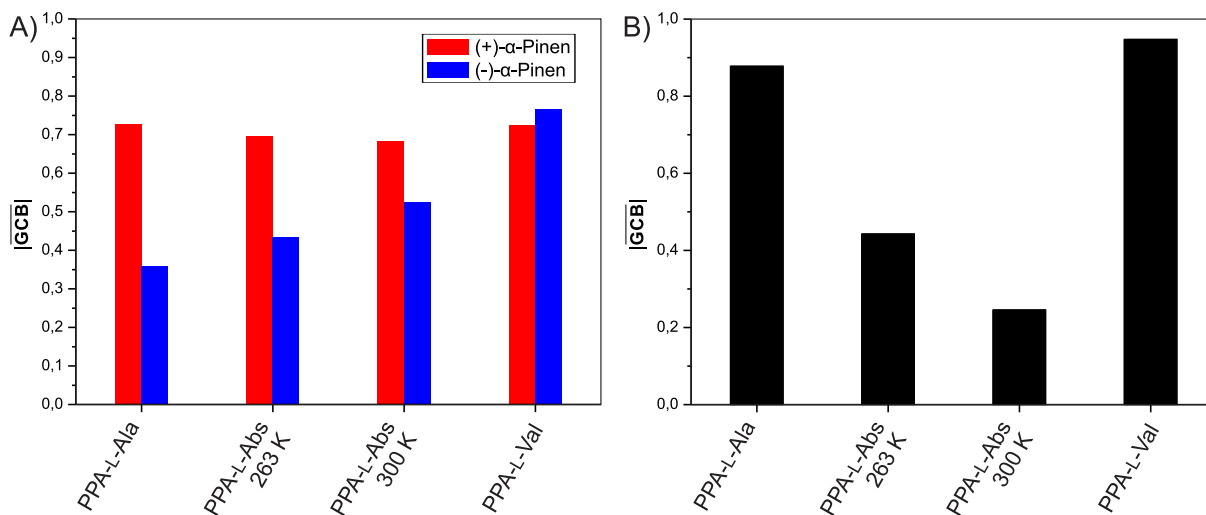 A)
1,0
0,9
0,8
0,7
0,6
0,5
0,4
0,3
0,2
0,1
0,0
|GCB|
(+)-α-Pinen
(-)-α-Pinen
PPA-L-Ala
PPA-L-Abs
263 K
PPA-L-Abs
300 K
PPA-L-Val
B)
1,0
0,8
0,6
0,4
0,2
0,0
|GCB|
PPA-L-Ala
PPA-L-Abs
263 K
PPA-L-Abs
300 K
PPA-L-Val